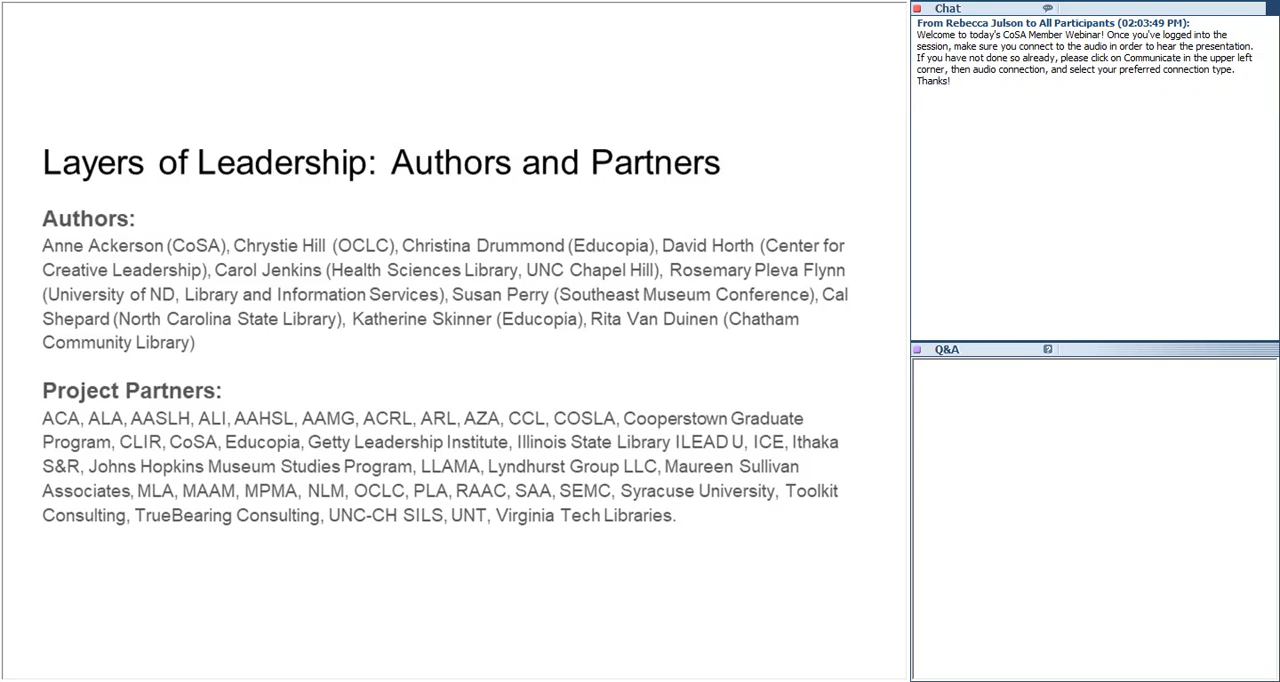 Layers of Leadership: Authors and Partners
Authors:
Anne Ackerson (CoSA), Chrystie Hill (OCLC), Christina Drummond (Educopia), David Horth (Center for
Creative Leadership), Carol Jenkins (Health Sciences Library, UNC Chapel Hill), Rosemary Pleva Flynn
(University of ND, Library and Information Services), Susan Perry (Southeast Museum Conference), Cal
Shepard (North Carolina State Library), Katherine Skinner (Educopia), Rita Van Duinen (Chatham
Community Library)
Project Partners:
ACA, ALA, AASLH, ALI, AAHSL, AAMG, ACRL, ARL, AZA, CCL, COSLA, Cooperstown Graduate
Program, CLIR, CoSA, Educopia, Getty Leadership Institute, Illinois State Library ILEAD U, ICE, Ithaka
S&R, Johns Hopkins Museum Studies Program, LLAMA, Lyndhurst Group LLC, Maureen Sullivan
Associates, MLA, MAAM, MPMA, NLM, OCLC, PLA, RAAC, SAA, SEMC, Syracuse University, Toolkit
Consulting, TrueBearing Consulting, UNC-CH SILS, UNT, Virginia Tech Libraries.
Chat
From Rebecca Julson to All Participants (02:03:49 PM):
Welcome to today's CoSA Member Webinar! Once you've logged into the
session, make sure you connect to the audio in order to hear the presentation.
If you have not done so already, please click on Communicate in the upper left
corner, then audio connection, and select your preferred connection type.
Thanks!
Q&A